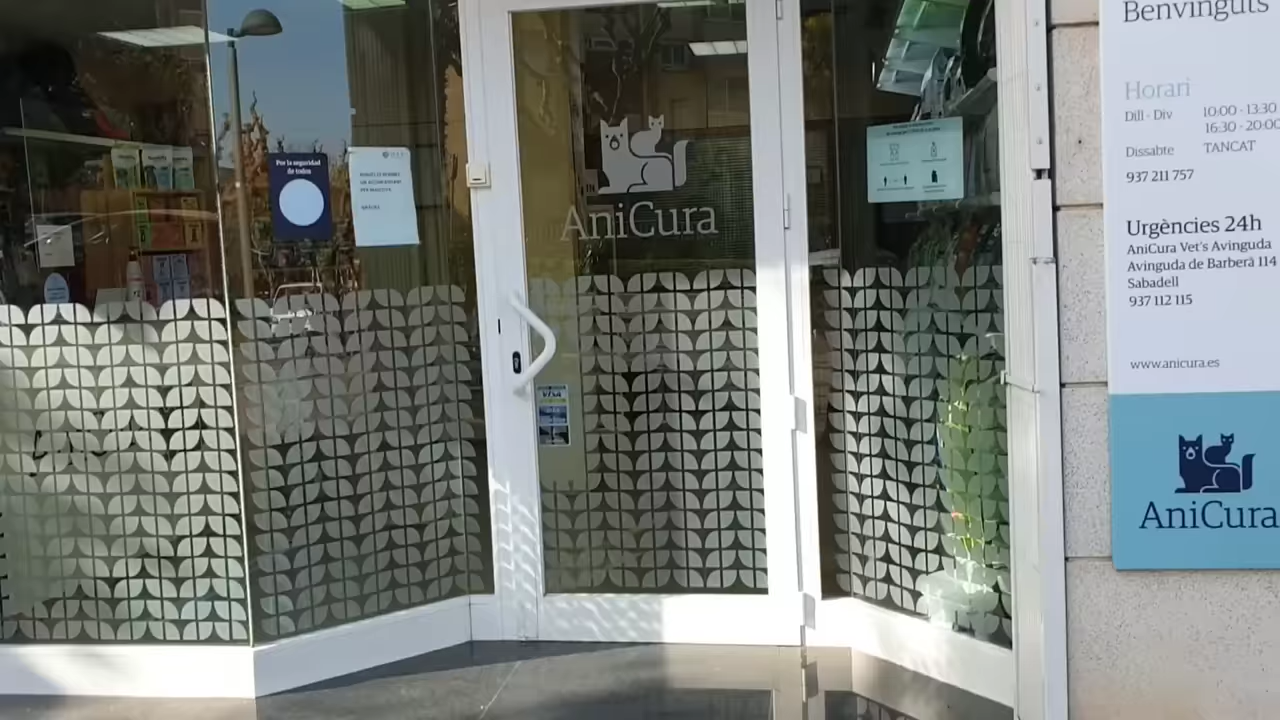 Por la seguridad
de todos
AniCura
VISA
Benvinguts
Horari
Dill - Div 10:00 - 13:30
16:30 - 20:00
Dissabte TANCAT
937 211 757
Urgències 24h
AniCura Vet's Avinguda
Avinguda de Barberà 114
Sabadell
937 112 115
www.anicura.es
AniCura